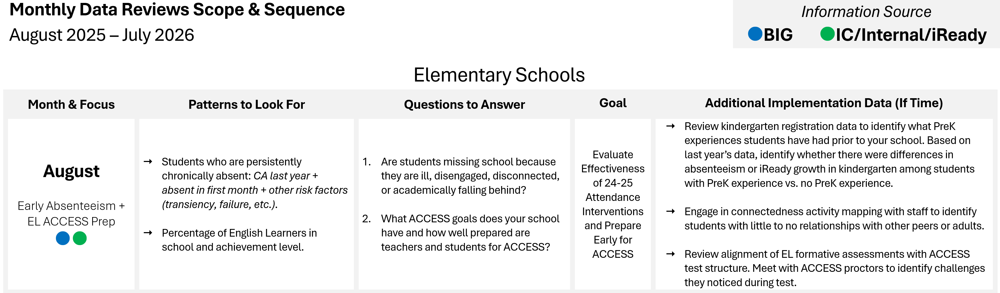 Monthly Data Reviews Scope & Sequence
August 2025 – July 2026
Information Source
BIG IC/Internal/iReady
Elementary Schools
Month & Focus Patterns to Look For Questions to Answer Goal Additional Implementation Data (If Time)
August
Early Absenteeism +
EL ACCESS Prep
→ Students who are persistently
chronically absent: CA last year +
absent in first month + other risk factors
(transiency, failure, etc.).
→ Percentage of English Learners in
school and achievement level.
1. Are students missing school because
they are ill, disengaged, disconnected,
or academically falling behind?
2. What ACCESS goals does your school
have and how well prepared are
teachers and students for ACCESS?
Evaluate
Effectiveness
of 24-25
Attendance
Interventions
and Prepare
Early for
ACCESS
→ Review kindergarten registration data to identify what PreK
experiences students have had prior to your school. Based on
last year’s data, identify whether there were differences in
absenteeism or iReady growth in kindergarten among students
with PreK experience vs. no PreK experience.
→ Engage in connectedness activity mapping with staff to identify
students with little to no relationships with other peers or adults.
→ Review alignment of EL formative assessments with ACCESS
test structure. Meet with ACCESS proctors to identify challenges
they noticed during test.